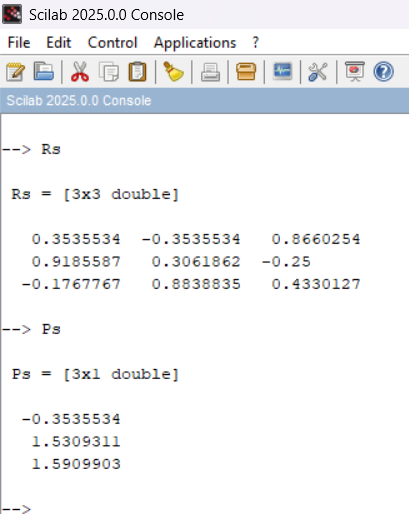 Scilab 2025.0.0 Console
File Edit Control Applications ?
Scilab 2025.0.0 Console
--> Rs
Rs = [3x3 double]
0.3535534 -0.3535534 0.8660254
0.9185587 0.3061862 -0.25
-0.1767767 0.8838835 0.4330127
--> Ps
Ps = [3x1 double]
-0.3535534
1.5309311
1.5909903
-->